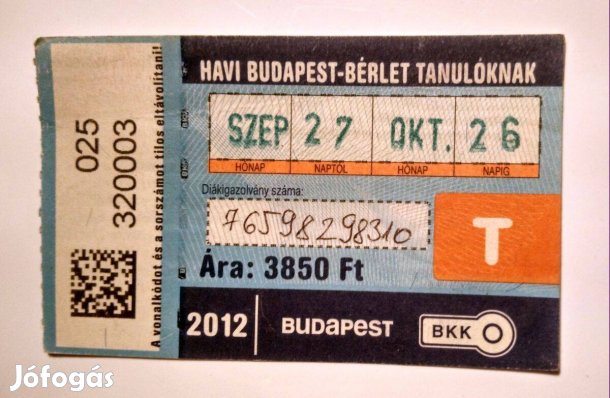 HAVI BUDAPEST-BÉRLET TANULÓKNAK
SZEP 27 OKT. 26
HÓNAP NAPTÓL HÓNAP NAPIG
Diákigazolvány száma:
76598298310
T
Ára: 3850 Ft
2012 BUDAPEST BKK
025
320003
A vonalkódot és a sorszámot tilos eltávolítani!
Jófogás